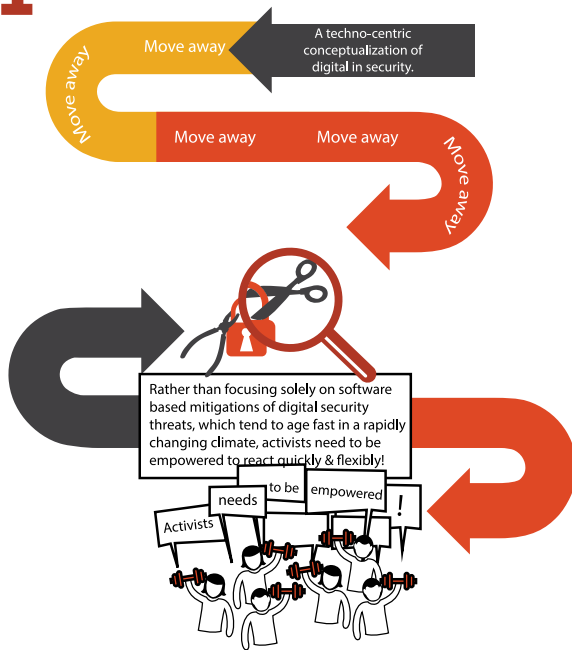 A techno-centric
conceptualization of
digital in security.
Move away
Move away
Move away
Move away
Move away
Rather than focusing solely on software
based mitigations of digital security
threats, which tend to age fast in a rapidly
changing climate, activists need to be
empowered to react quickly & flexibly!
Activists
needs
to be
empowered
!